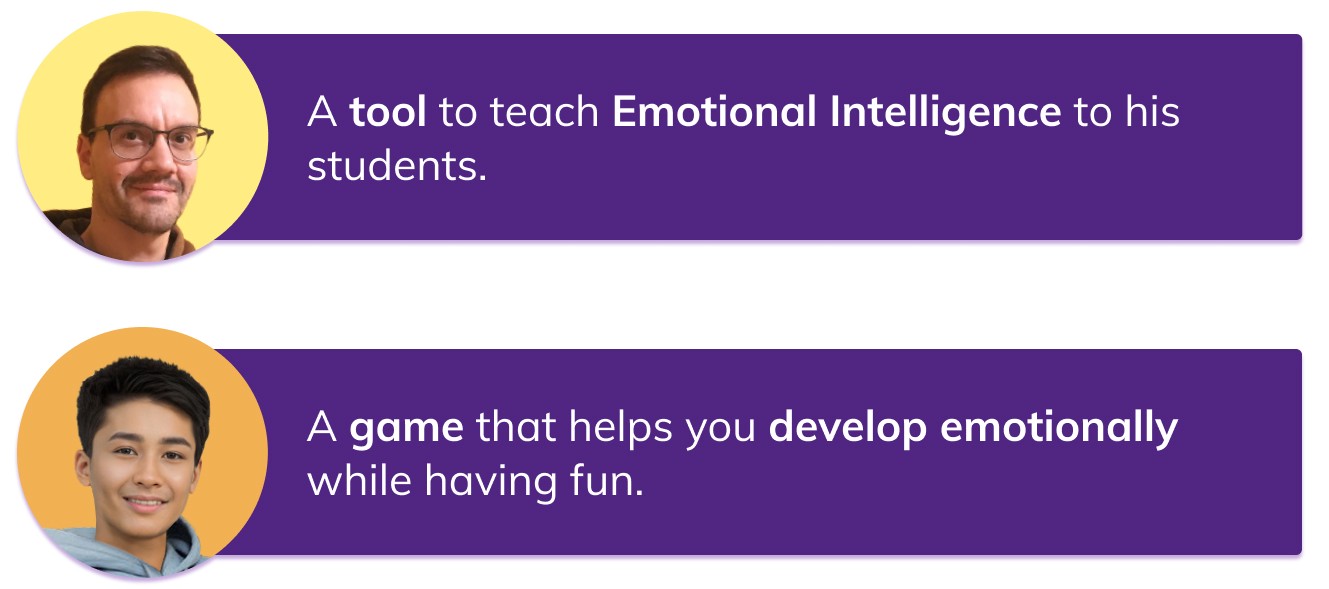 A tool to teach Emotional Intelligence to his
students.
A game that helps you develop emotionally
while having fun.